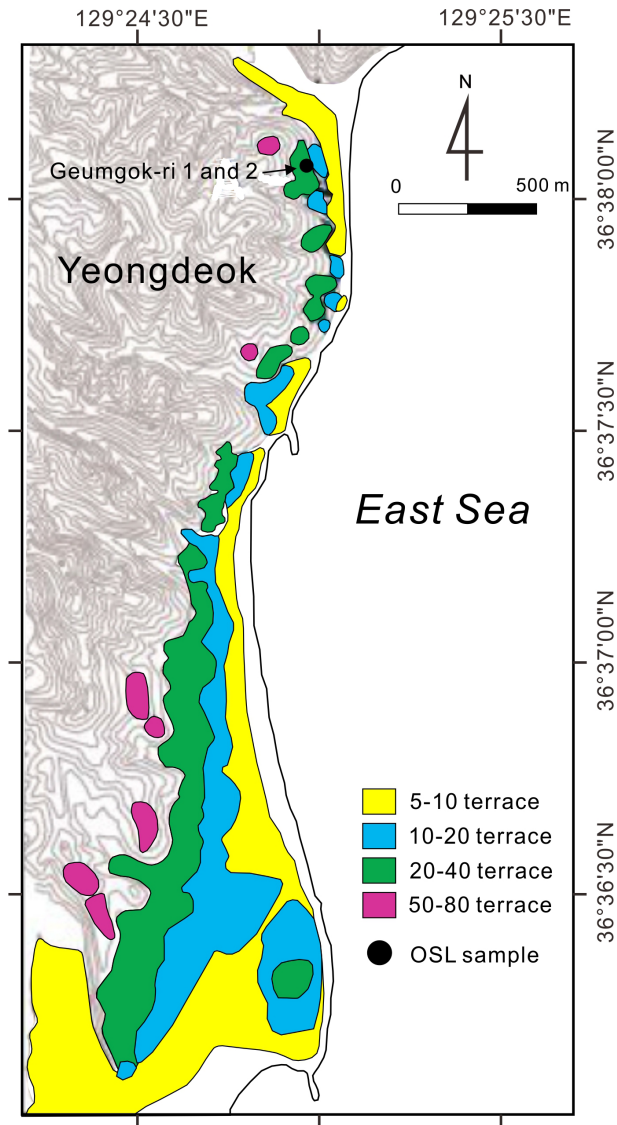 129°24'30"E
129°25'30"E
N
0
500 m
Geumgok-ri 1 and 2
36°38'00"N
Yeongdeok
36°37'30"N
East Sea
36°37'00"N
5-10 terrace
10-20 terrace
20-40 terrace
50-80 terrace
36°36'30"N
OSL sample